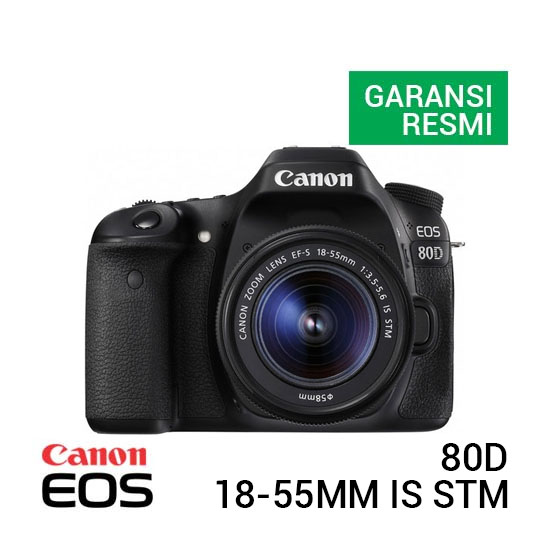 GARANSI
RESMI
Canon
EOS
80D
CANON ZOOM LENS EF-S 18-55mm 1:3.5-5.6 IS STM
ø58mm
Canon
EOS
80D
18-55MM IS STM